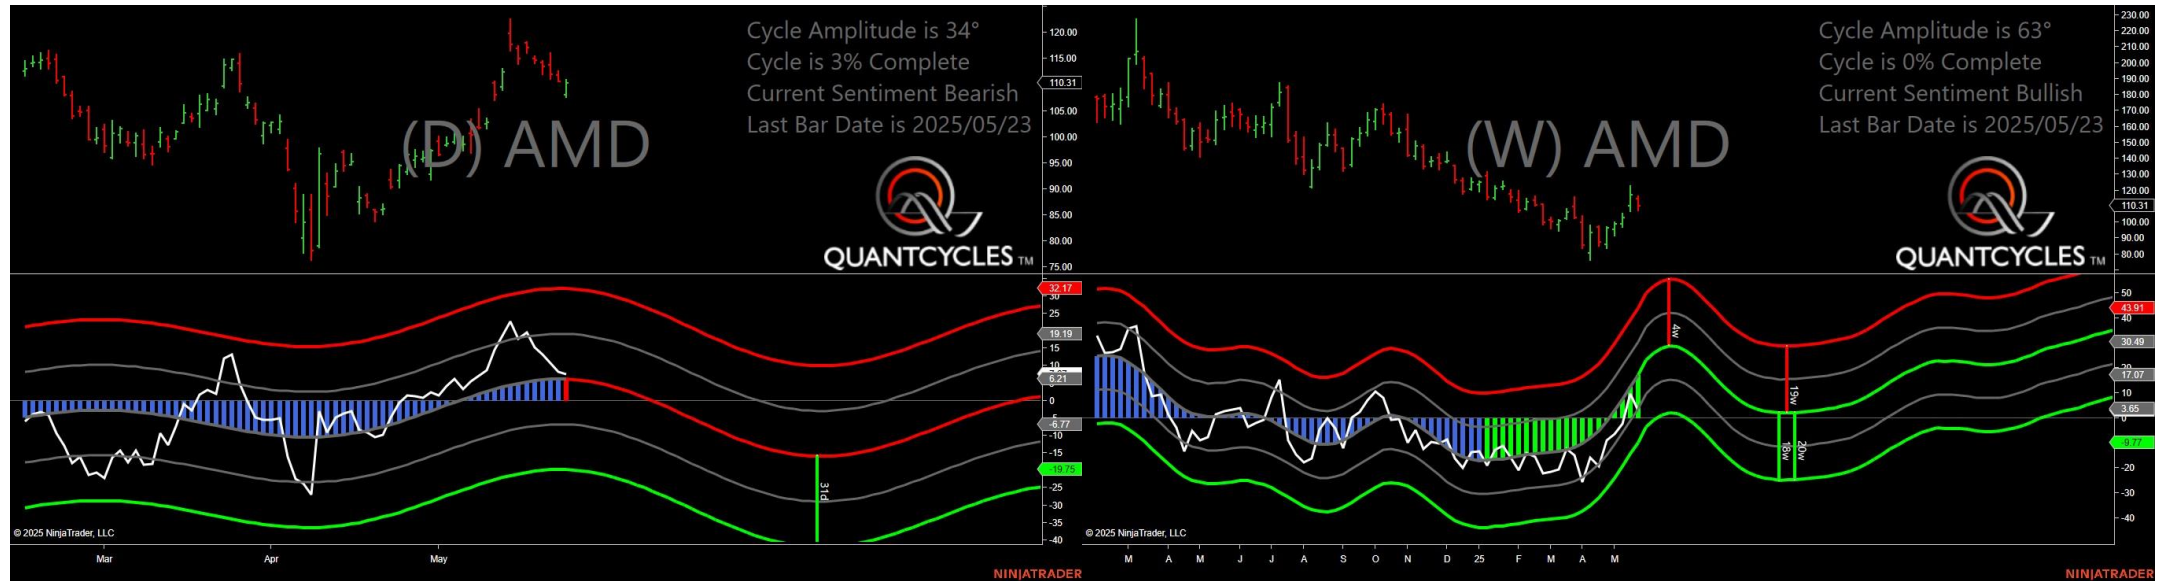 Cycle Amplitude is 34°
Cycle is 3% Complete
Current Sentiment Bearish
Last Bar Date is 2025/05/23
(D) AMD
QUANTCYCLES TM
120.00
115.00
110.31
105.00
100.00
95.00
90.00
85.00
80.00
75.00
32.17
30
25
19.19
15
10
6.21
0
-5
-6.77
-10
-15
-19.75
-25
-30
-35
-40
31d
© 2025 NinjaTrader, LLC
Mar
Apr
May
NINJATRADER
Cycle Amplitude is 63°
Cycle is 0% Complete
Current Sentiment Bullish
Last Bar Date is 2025/05/23
(W) AMD
QUANTCYCLES TM
230.00
220.00
210.00
200.00
190.00
180.00
170.00
160.00
150.00
140.00
130.00
120.00
110.31
100.00
90.00
80.00
50
43.91
40
30.49
17.07
10
3.65
-9.77
-20
-30
-40
4w
19w
18w
20w
© 2025 NinjaTrader, LLC
M A M J J A S O N D 25 F M A M
NINJATRADER